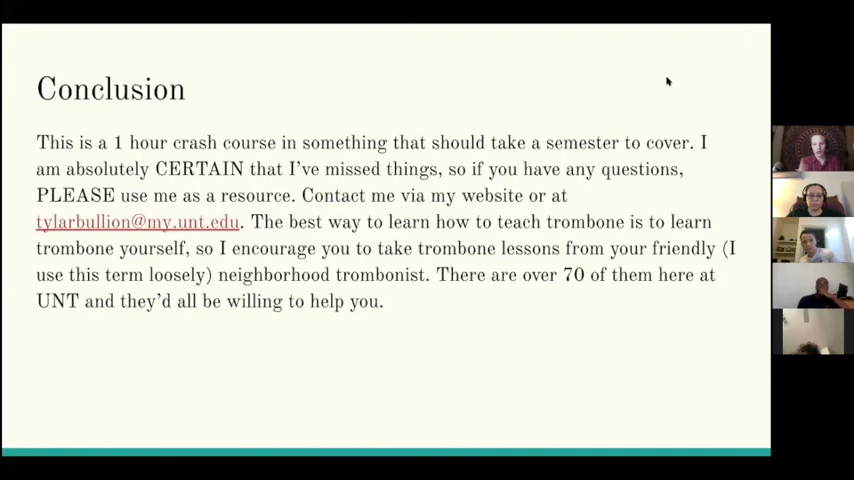 Conclusion
This is a 1 hour crash course in something that should take a semester to cover. I
am absolutely CERTAIN that I've missed things, so if you have any questions,
PLEASE use me as a resource. Contact me via my website or at
tylarbullion@my.unt.edu. The best way to learn how to teach trombone is to learn
trombone yourself, so I encourage you to take trombone lessons from your friendly (I
use this term loosely) neighborhood trombonist. There are over 70 of them here at
UNT and they'd all be willing to help you.